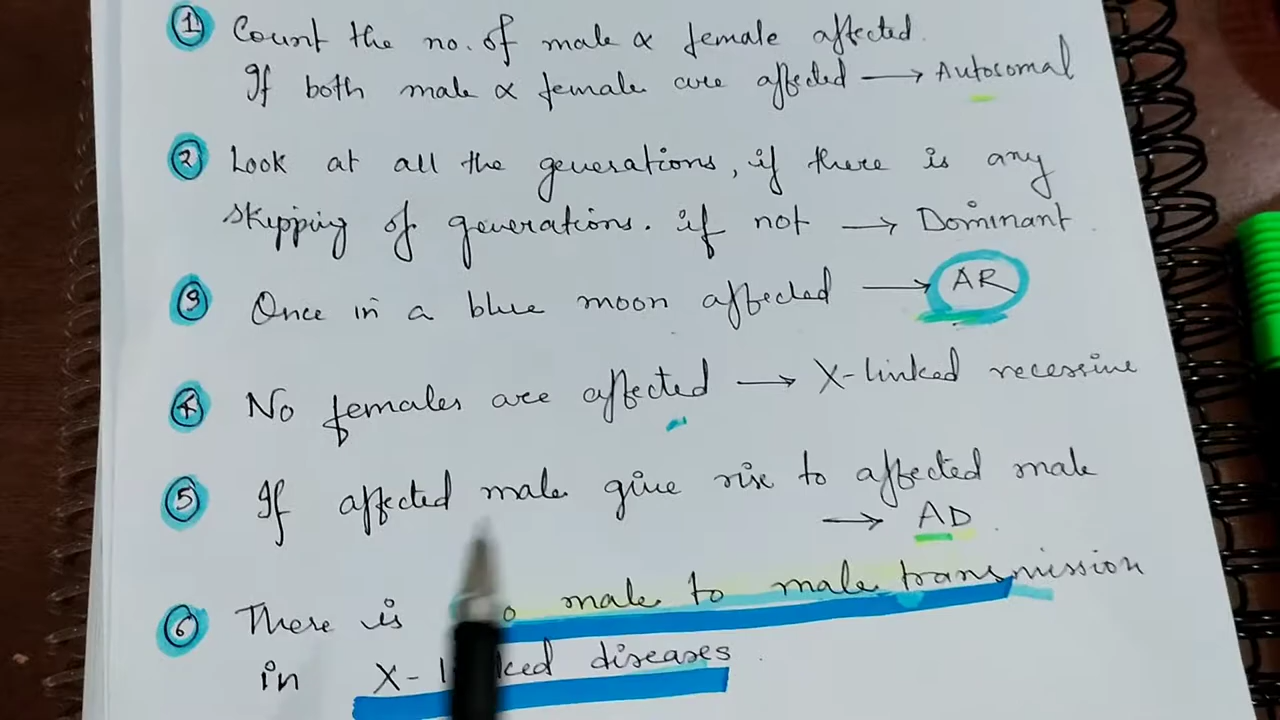 ① Count the no. of male & female affected.
If both male & female are affected → Autosomal
② Look at all the generations, if there is any
skipping of generations. if not → Dominant
③ Once in a blue moon affected → AR
④ No females are affected → X-linked recessive
⑤ If affected male give rise to affected male
→ AD.
⑥ There is male to male transmission
in X- diseases.